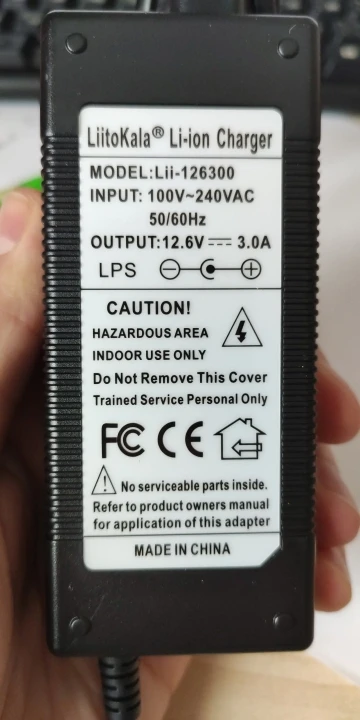 LiitoKala® Li-ion Charger
MODEL:Lii-126300
INPUT: 100V~240VAC
50/60Hz
OUTPUT:12.6V ⎓ 3.0A
LPS
CAUTION!
HAZARDOUS AREA
INDOOR USE ONLY
Do Not Remove This Cover
Trained Service Personal Only
FC CE
No serviceable parts inside.
Refer to product owners manual
for application of this adapter
MADE IN CHINA